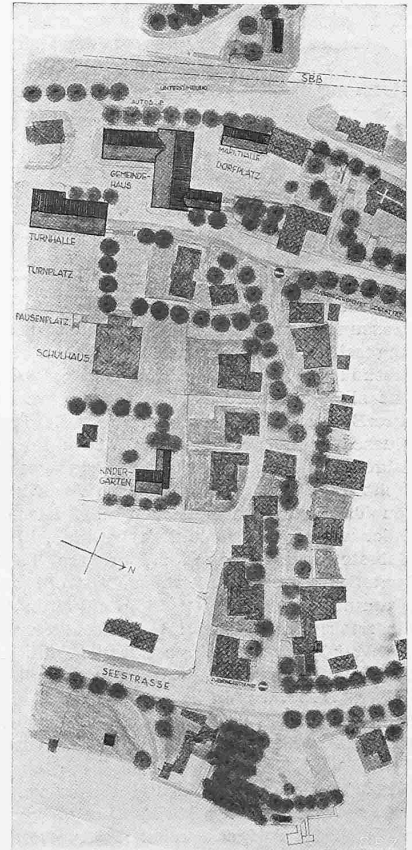 SBB
UNTERFÜHRUNG
AUTOBUS
MARKTHALLE
DORFPLATZ
GEMEINDE-
HAUS
TURNHALLE
TURNPLATZ
PAUSENPLATZ
SCHULHAUS
KINDER-
GARTEN
N
SEESTRASSE